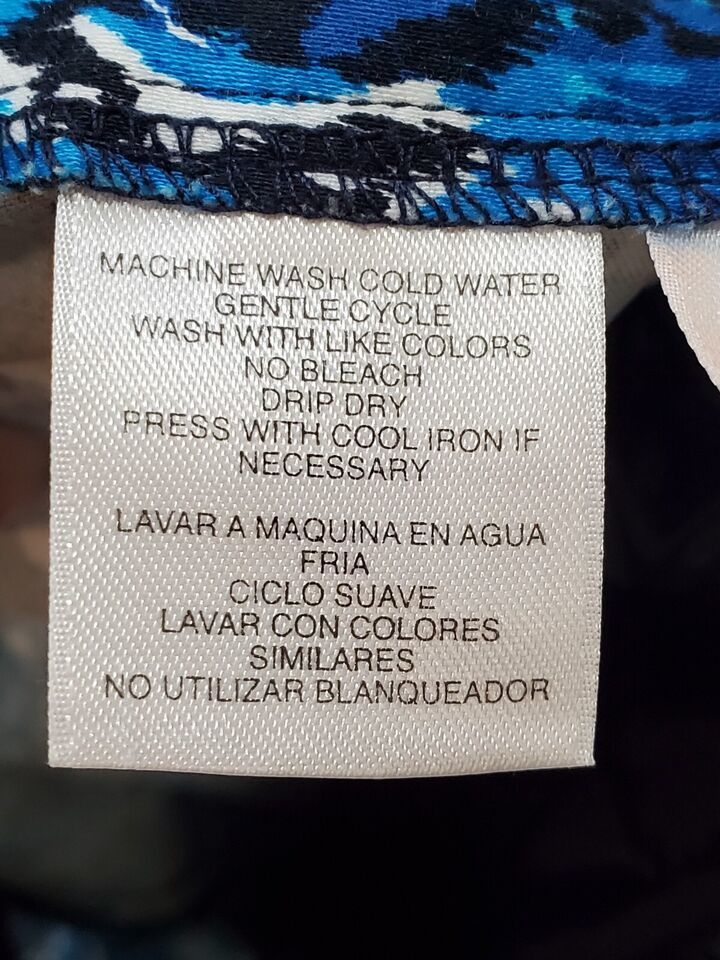 MACHINE WASH COLD WATER
GENTLE CYCLE
WASH WITH LIKE COLORS
NO BLEACH
DRIP DRY
PRESS WITH COOL IRON IF
NECESSARY
LAVAR A MAQUINA EN AGUA
FRIA
CICLO SUAVE
LAVAR CON COLORES
SIMILARES
NO UTILIZAR BLANQUEADOR